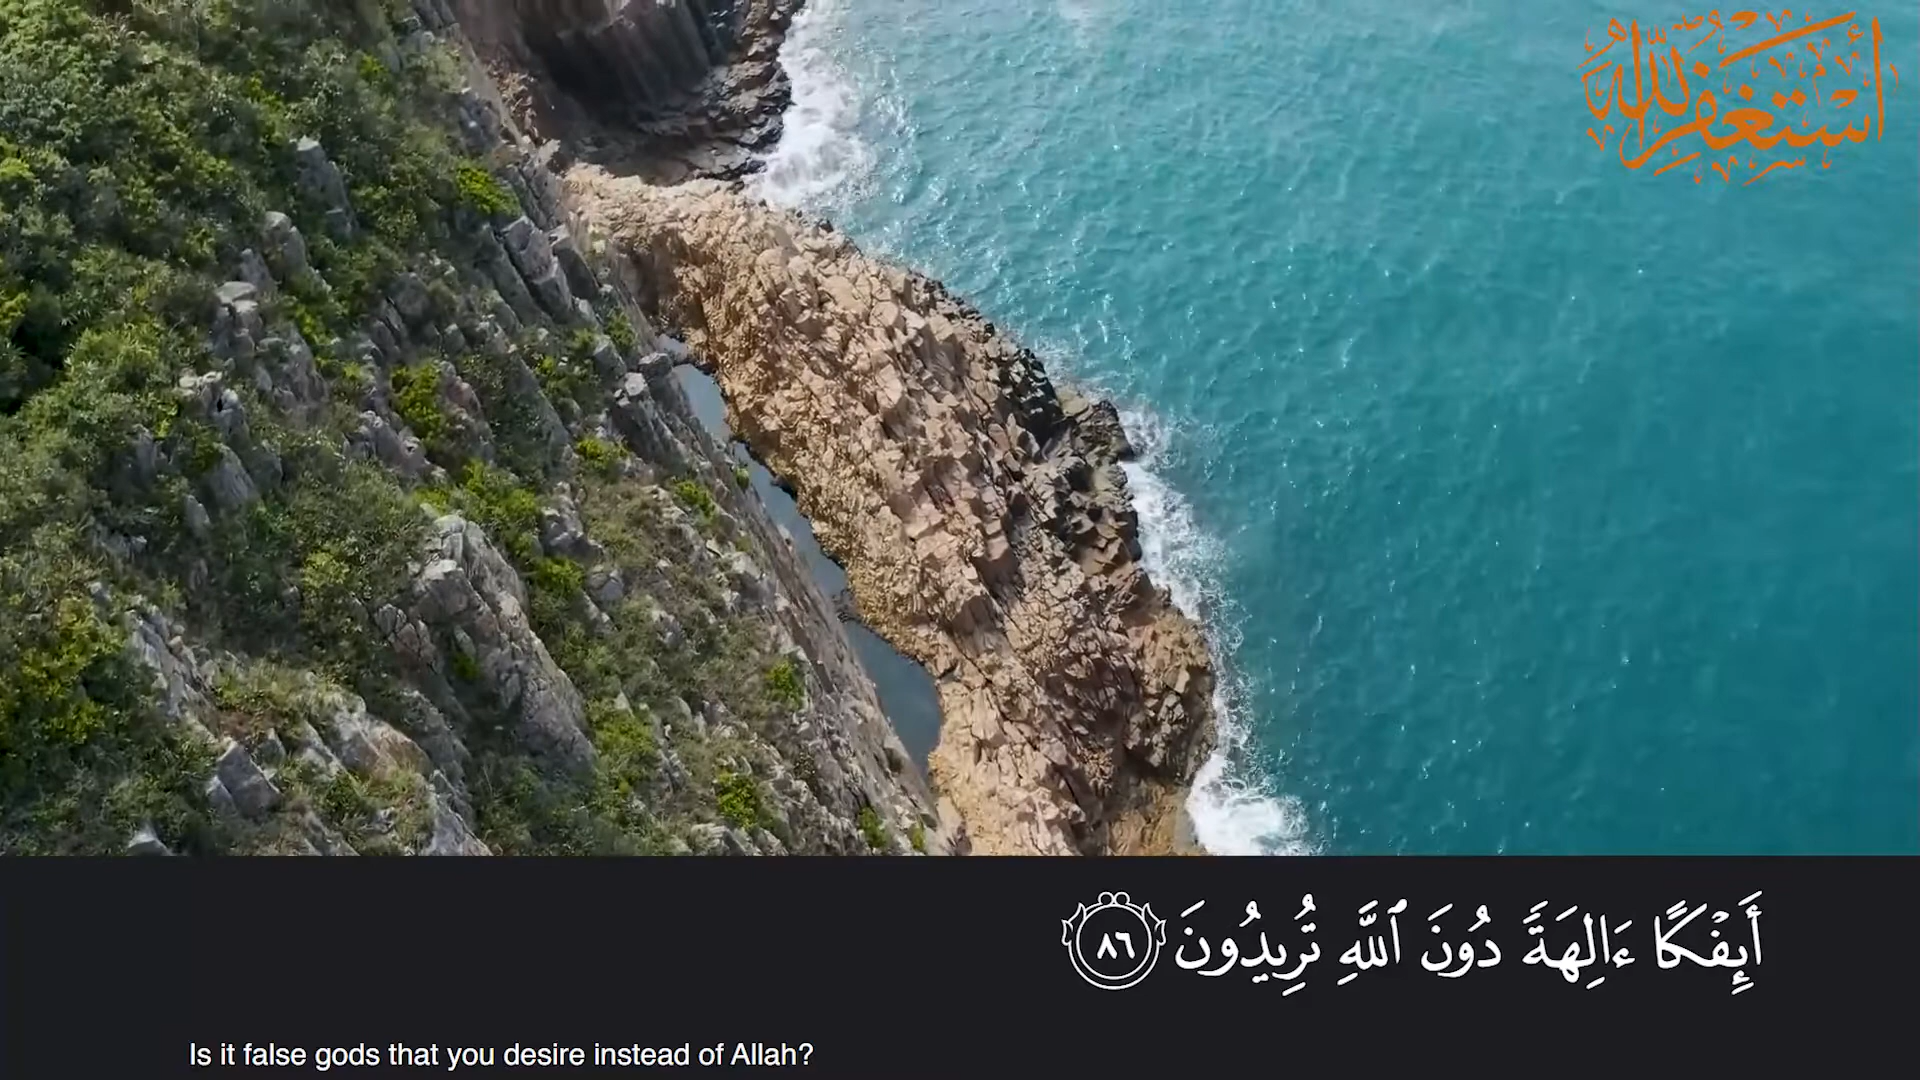 أستغفر الله
أَئِفْكًا ءَالِهَةً دُونَ ٱللَّهِ تُرِيدُونَ ٨٦
Is it false gods that you desire instead of Allah?